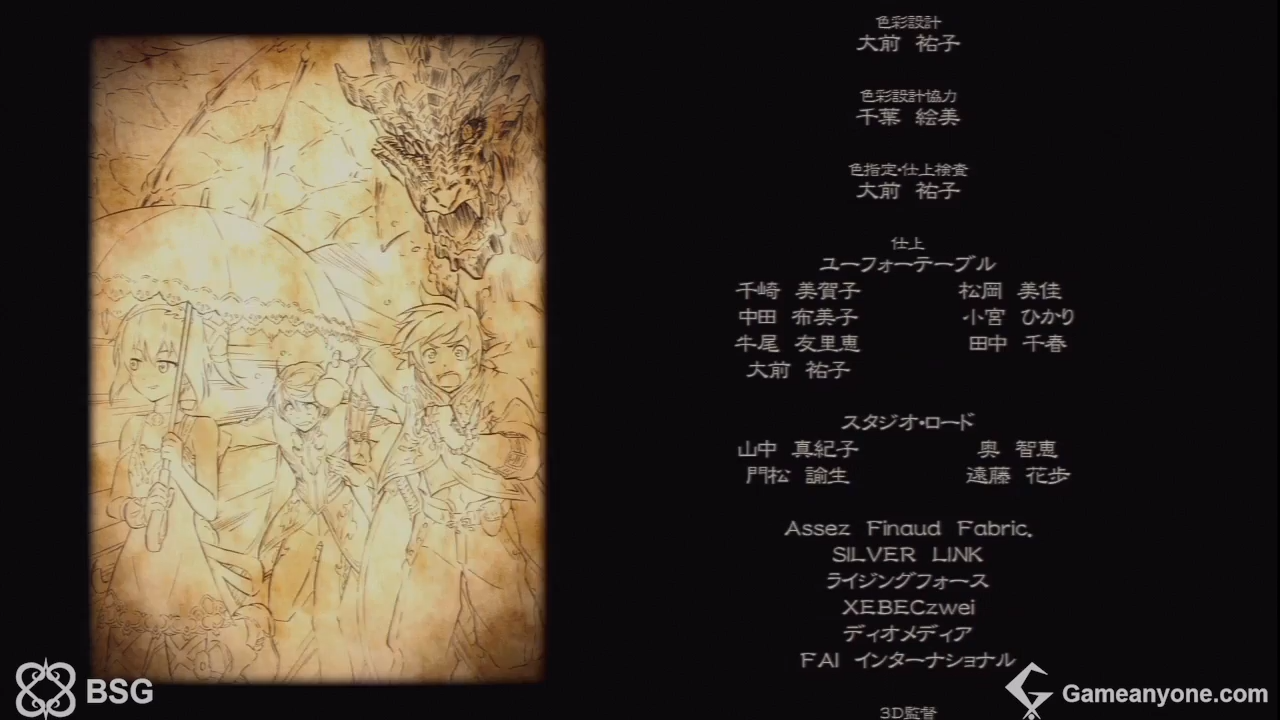 色彩設計
大前 祐子
色彩設計協力
千葉 絵美
色指定・仕上検査
大前 祐子
仕上
ユーフォーテーブル
千崎 美賀子 松岡 美佳
中田 布美子 小宮 ひかり
牛尾 友里恵 田中 千春
大前 祐子
スタジオ・ロード
山中 真紀子 奥 智恵
門松 諭生 遠藤 花歩
Assez Finaud Fabric.
SILVER LINK
ライジングフォース
XEBECzwei
ディオメディア
FAI インターナショナル
3D監督
BSG
Gameanyone.com